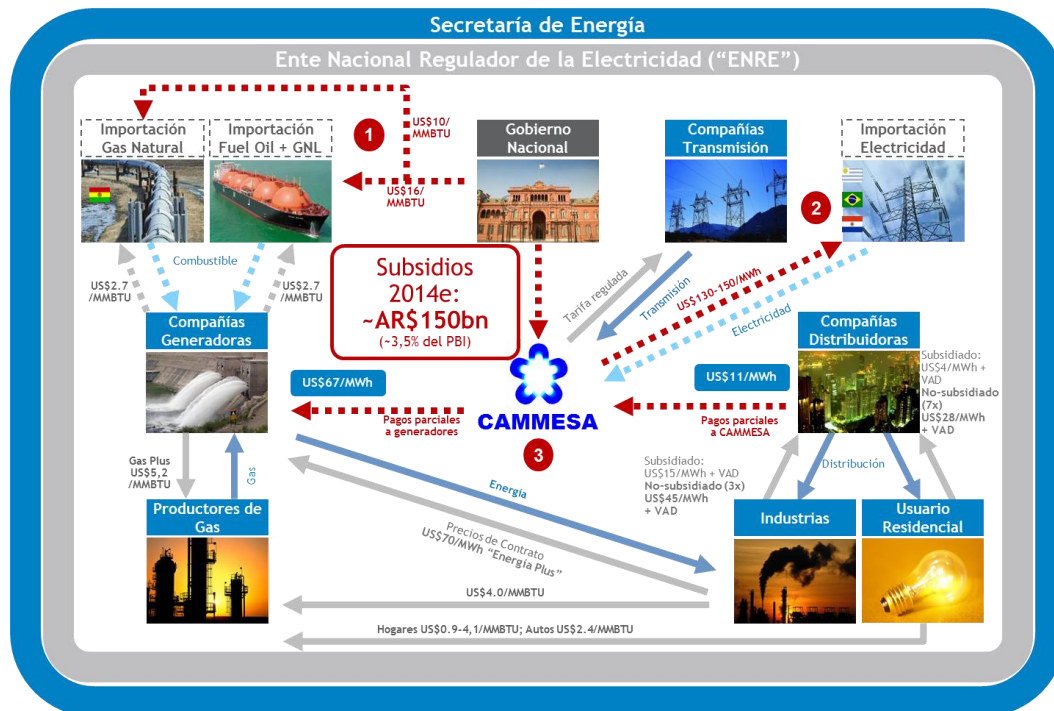 Secretaría de Energía
Ente Nacional Regulador de la Electricidad (“ENRE”)
Importación
Gas Natural
Importación
Fuel Oil + GNL
1
US$10/
MMBTU
US$16/
MMBTU
Gobierno
Nacional
Compañías
Transmisión
Importación
Electricidad
2
Combustible
US$2.7
/MMBTU
US$2.7
/MMBTU
Subsidios
2014e:
~AR$150bn
(~3,5% del PBI)
Tarifa regulada
Transmisión
US$130-150/MWh
Electricidad
Compañías
Generadoras
Compañías
Distribuidoras
Subsidiado:
US$4/MWh +
VAD
No-subsidiado
(7x)
US$28/MWh
+ VAD
US$67/MWh
US$11/MWh
CAMMESA
Pagos parciales
a generadores
Pagos parciales
a CAMMESA
3
Gas Plus
US$5,2
/MMBTU
Gas
Energía
Precios de Contrato
US$70/MWh “Energía Plus”
Subsidiado:
US$15/MWh + VAD
No-subsidiado (3x)
US$45/MWh
+ VAD
Distribución
Productores de
Gas
Industrias
Usuario
Residencial
US$4.0/MMBTU
Hogares US$0.9-4,1/MMBTU; Autos US$2.4/MMBTU